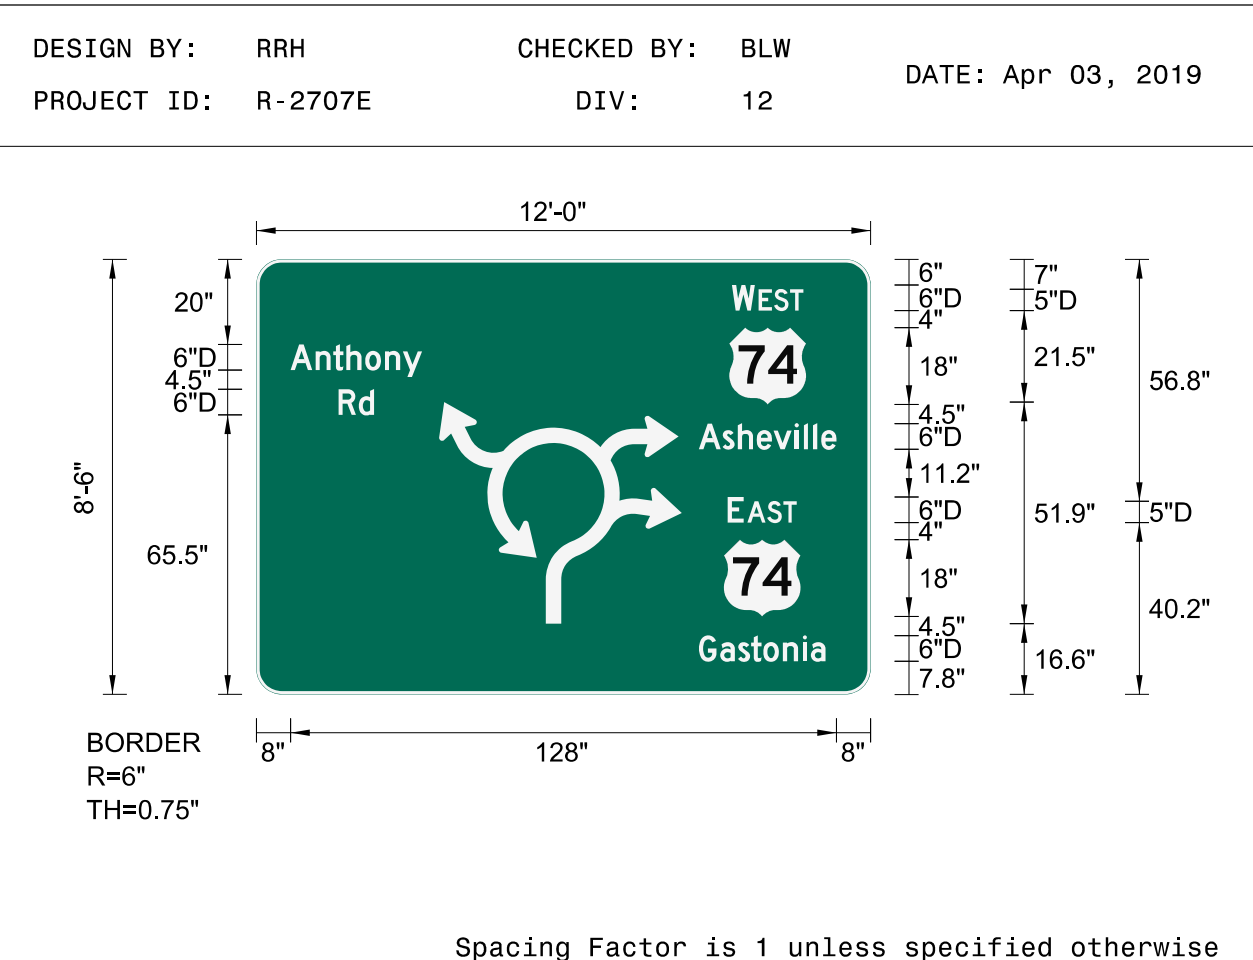 DESIGN BY: RRH CHECKED BY: BLW
DATE: Apr 03, 2019
PROJECT ID: R-2707E DIV: 12
12'-0"
8'-6"
20"
6"D
4.5"
6"D
65.5"
Anthony
Rd
WEST
74
Asheville
EAST
74
Gastonia
6"
6"D
4"
18"
4.5"
6"D
11.2"
6"D
4"
18"
4.5"
6"D
7.8"
7"
5"D
21.5"
51.9"
16.6"
56.8"
5"D
40.2"
8" 128" 8"
BORDER
R=6"
TH=0.75"
Spacing Factor is 1 unless specified otherwise